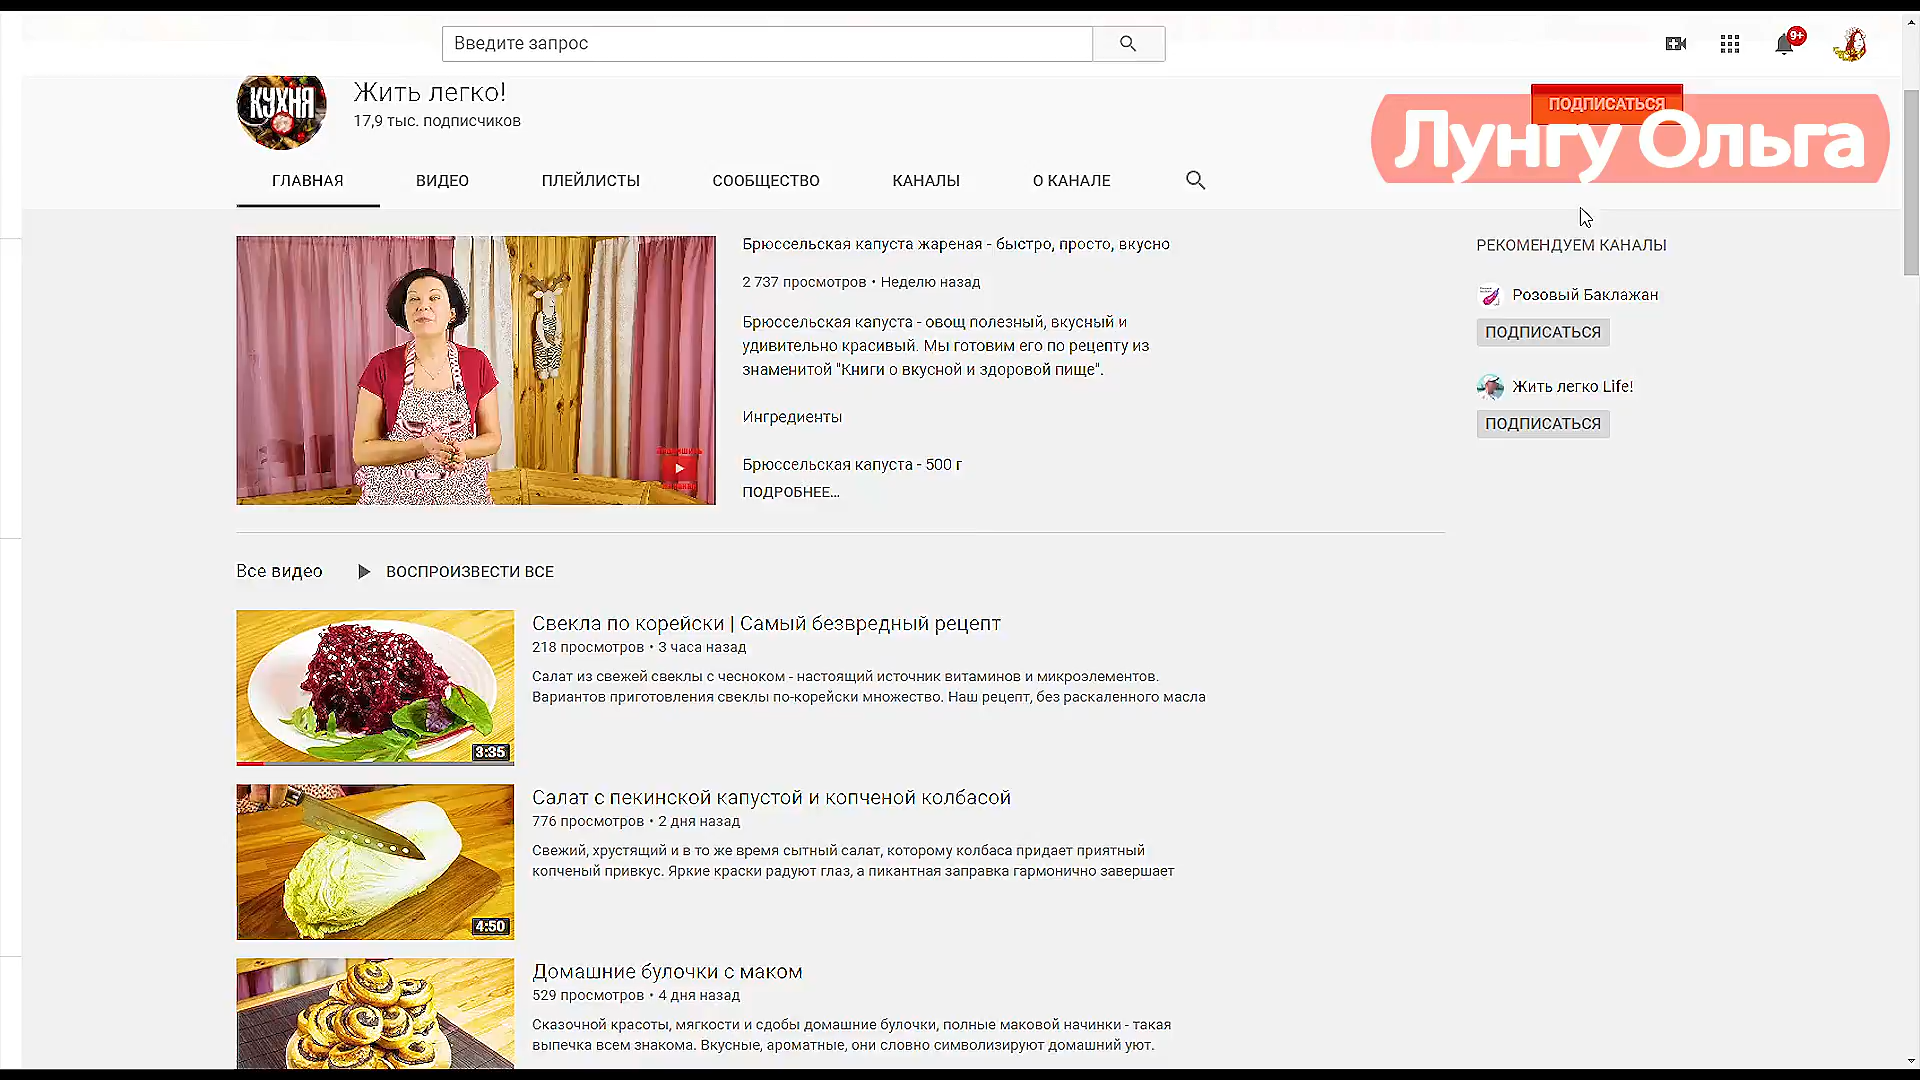 Введите запрос
9+
КУХНЯ
Жить легко!
17,9 тыс. подписчиков
ПОДПИСАТЬСЯ
Лунгу Ольга
ГЛАВНАЯ
ВИДЕО
ПЛЕЙЛИСТЫ
СООБЩЕСТВО
КАНАЛЫ
О КАНАЛЕ
Брюссельская капуста жареная - быстро, просто, вкусно
2 737 просмотров • Неделю назад
Брюссельская капуста - овощ полезный, вкусный и
удивительно красивый. Мы готовим его по рецепту из
знаменитой "Книги о вкусной и здоровой пище".
Ингредиенты
Брюссельская капуста - 500 г
ПОДРОБНЕЕ...
РЕКОМЕНДУЕМ КАНАЛЫ
Розовый Баклажан
ПОДПИСАТЬСЯ
Жить легко Life!
ПОДПИСАТЬСЯ
Все видео
ВОСПРОИЗВЕСТИ ВСЕ
Свекла по корейски | Самый безвредный рецепт
218 просмотров • 3 часа назад
Салат из свежей свеклы с чесноком - настоящий источник витаминов и микроэлементов.
Вариантов приготовления свеклы по-корейски множество. Наш рецепт, без раскаленного масла
3:35
Салат с пекинской капустой и копченой колбасой
776 просмотров • 2 дня назад
Свежий, хрустящий и в то же время сытный салат, которому колбаса придает приятный
копченый привкус. Яркие краски радуют глаз, а пикантная заправка гармонично завершает
4:50
Домашние булочки с маком
529 просмотров • 4 дня назад
Сказочной красоты, мягкости и сдобы домашние булочки, полные маковой начинки - такая
выпечка всем знакома. Вкусные, ароматные, они словно символизируют домашний уют.